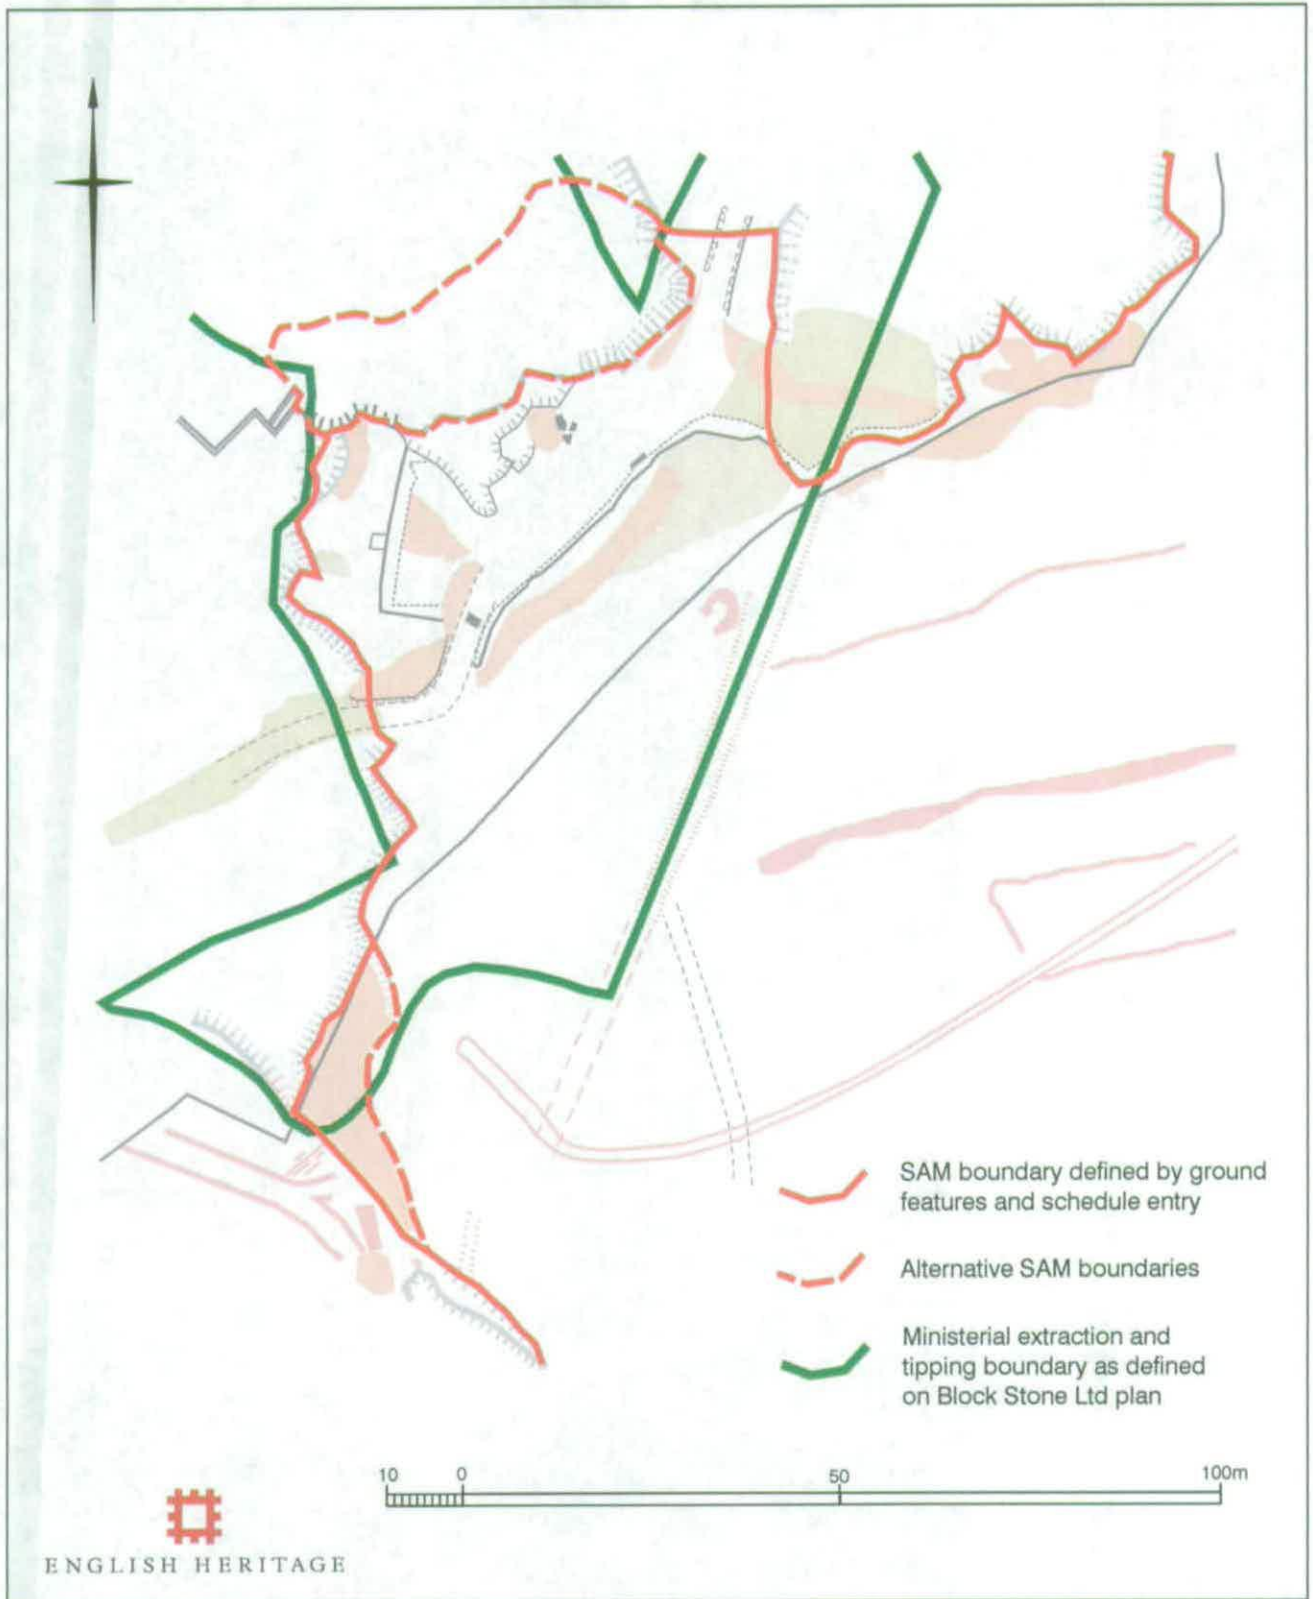 SAM boundary defined by ground
features and schedule entry
Alternative SAM boundaries
Ministerial extraction and
tipping boundary as defined
on Block Stone Ltd plan
10 0 50 100m
ENGLISH HERITAGE